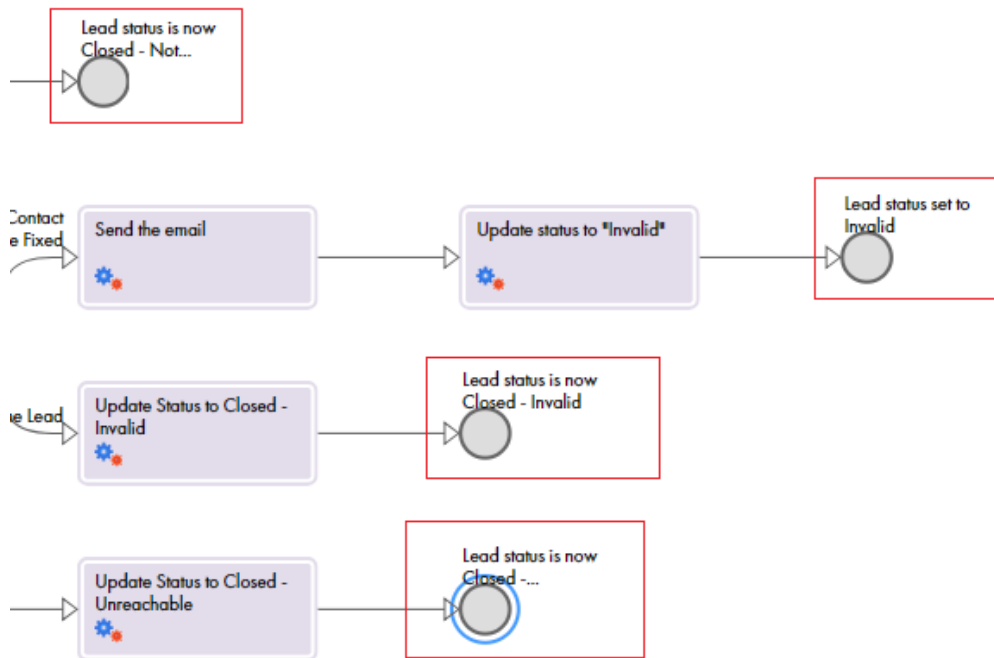 Lead status is now
Closed - Not...
Contact
e Fixed
Send the email
Update status to "Invalid"
Lead status set to
Invalid
e Lead
Update Status to Closed -
Invalid
Lead status is now
Closed - Invalid
Update Status to Closed -
Unreachable
Lead status is now
Closed -...